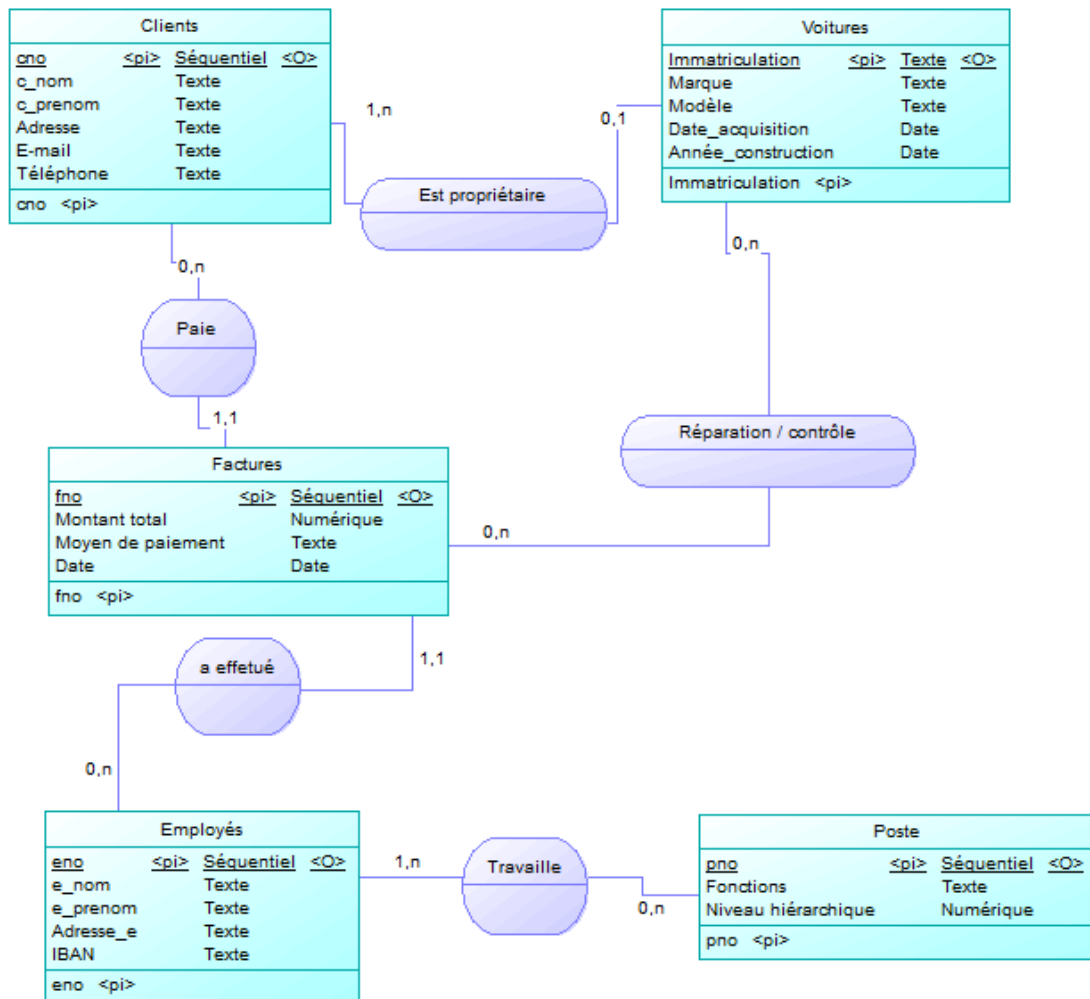 Clients
cno <pi> Séquentiel <O>
c_nom Texte
c_prenom Texte
Adresse Texte
E-mail Texte
Téléphone Texte
cno <pi>
1,n
Est propriétaire
0,1
Voitures
Immatriculation <pi> Texte <O>
Marque Texte
Modèle Texte
Date_acquisition Date
Année_construction Date
Immatriculation <pi>
0,n
Paie
1,1
0,n
Réparation / contrôle
0,n
Factures
fno <pi> Séquentiel <O>
Montant total Numérique
Moyen de paiement Texte
Date Date
fno <pi>
1,1
a effetué
0,n
Employés
eno <pi> Séquentiel <O>
e_nom Texte
e_prenom Texte
Adresse_e Texte
IBAN Texte
eno <pi>
1,n
Travaille
0,n
Poste
pno <pi> Séquentiel <O>
Fonctions Texte
Niveau hiérarchique Numérique
pno <pi>